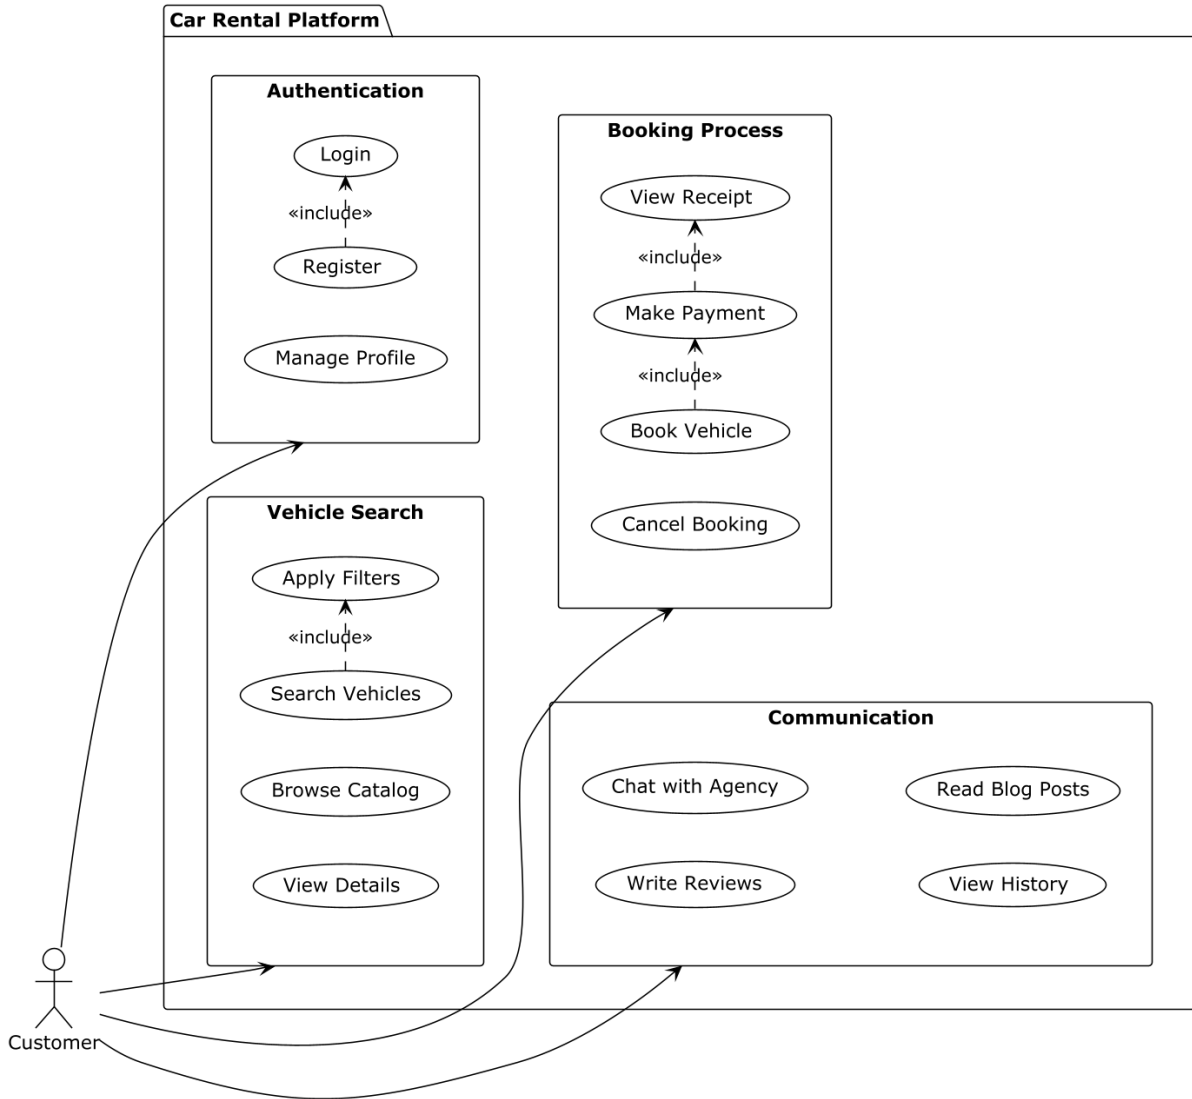 Car Rental Platform
Authentication
Login
«include»
Register
Manage Profile
Booking Process
View Receipt
«include»
Make Payment
«include»
Book Vehicle
Cancel Booking
Vehicle Search
Apply Filters
«include»
Search Vehicles
Browse Catalog
View Details
Communication
Chat with Agency
Read Blog Posts
Write Reviews
View History
Customer